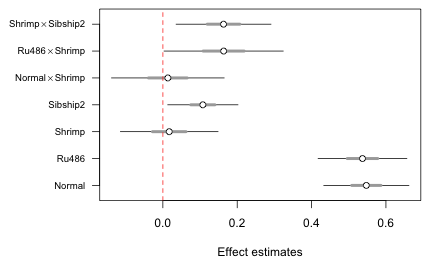 Shrimp×Sibship2
Ru486×Shrimp
Normal×Shrimp
Sibship2
Shrimp
Ru486
Normal
0.0 0.2 0.4 0.6
Effect estimates